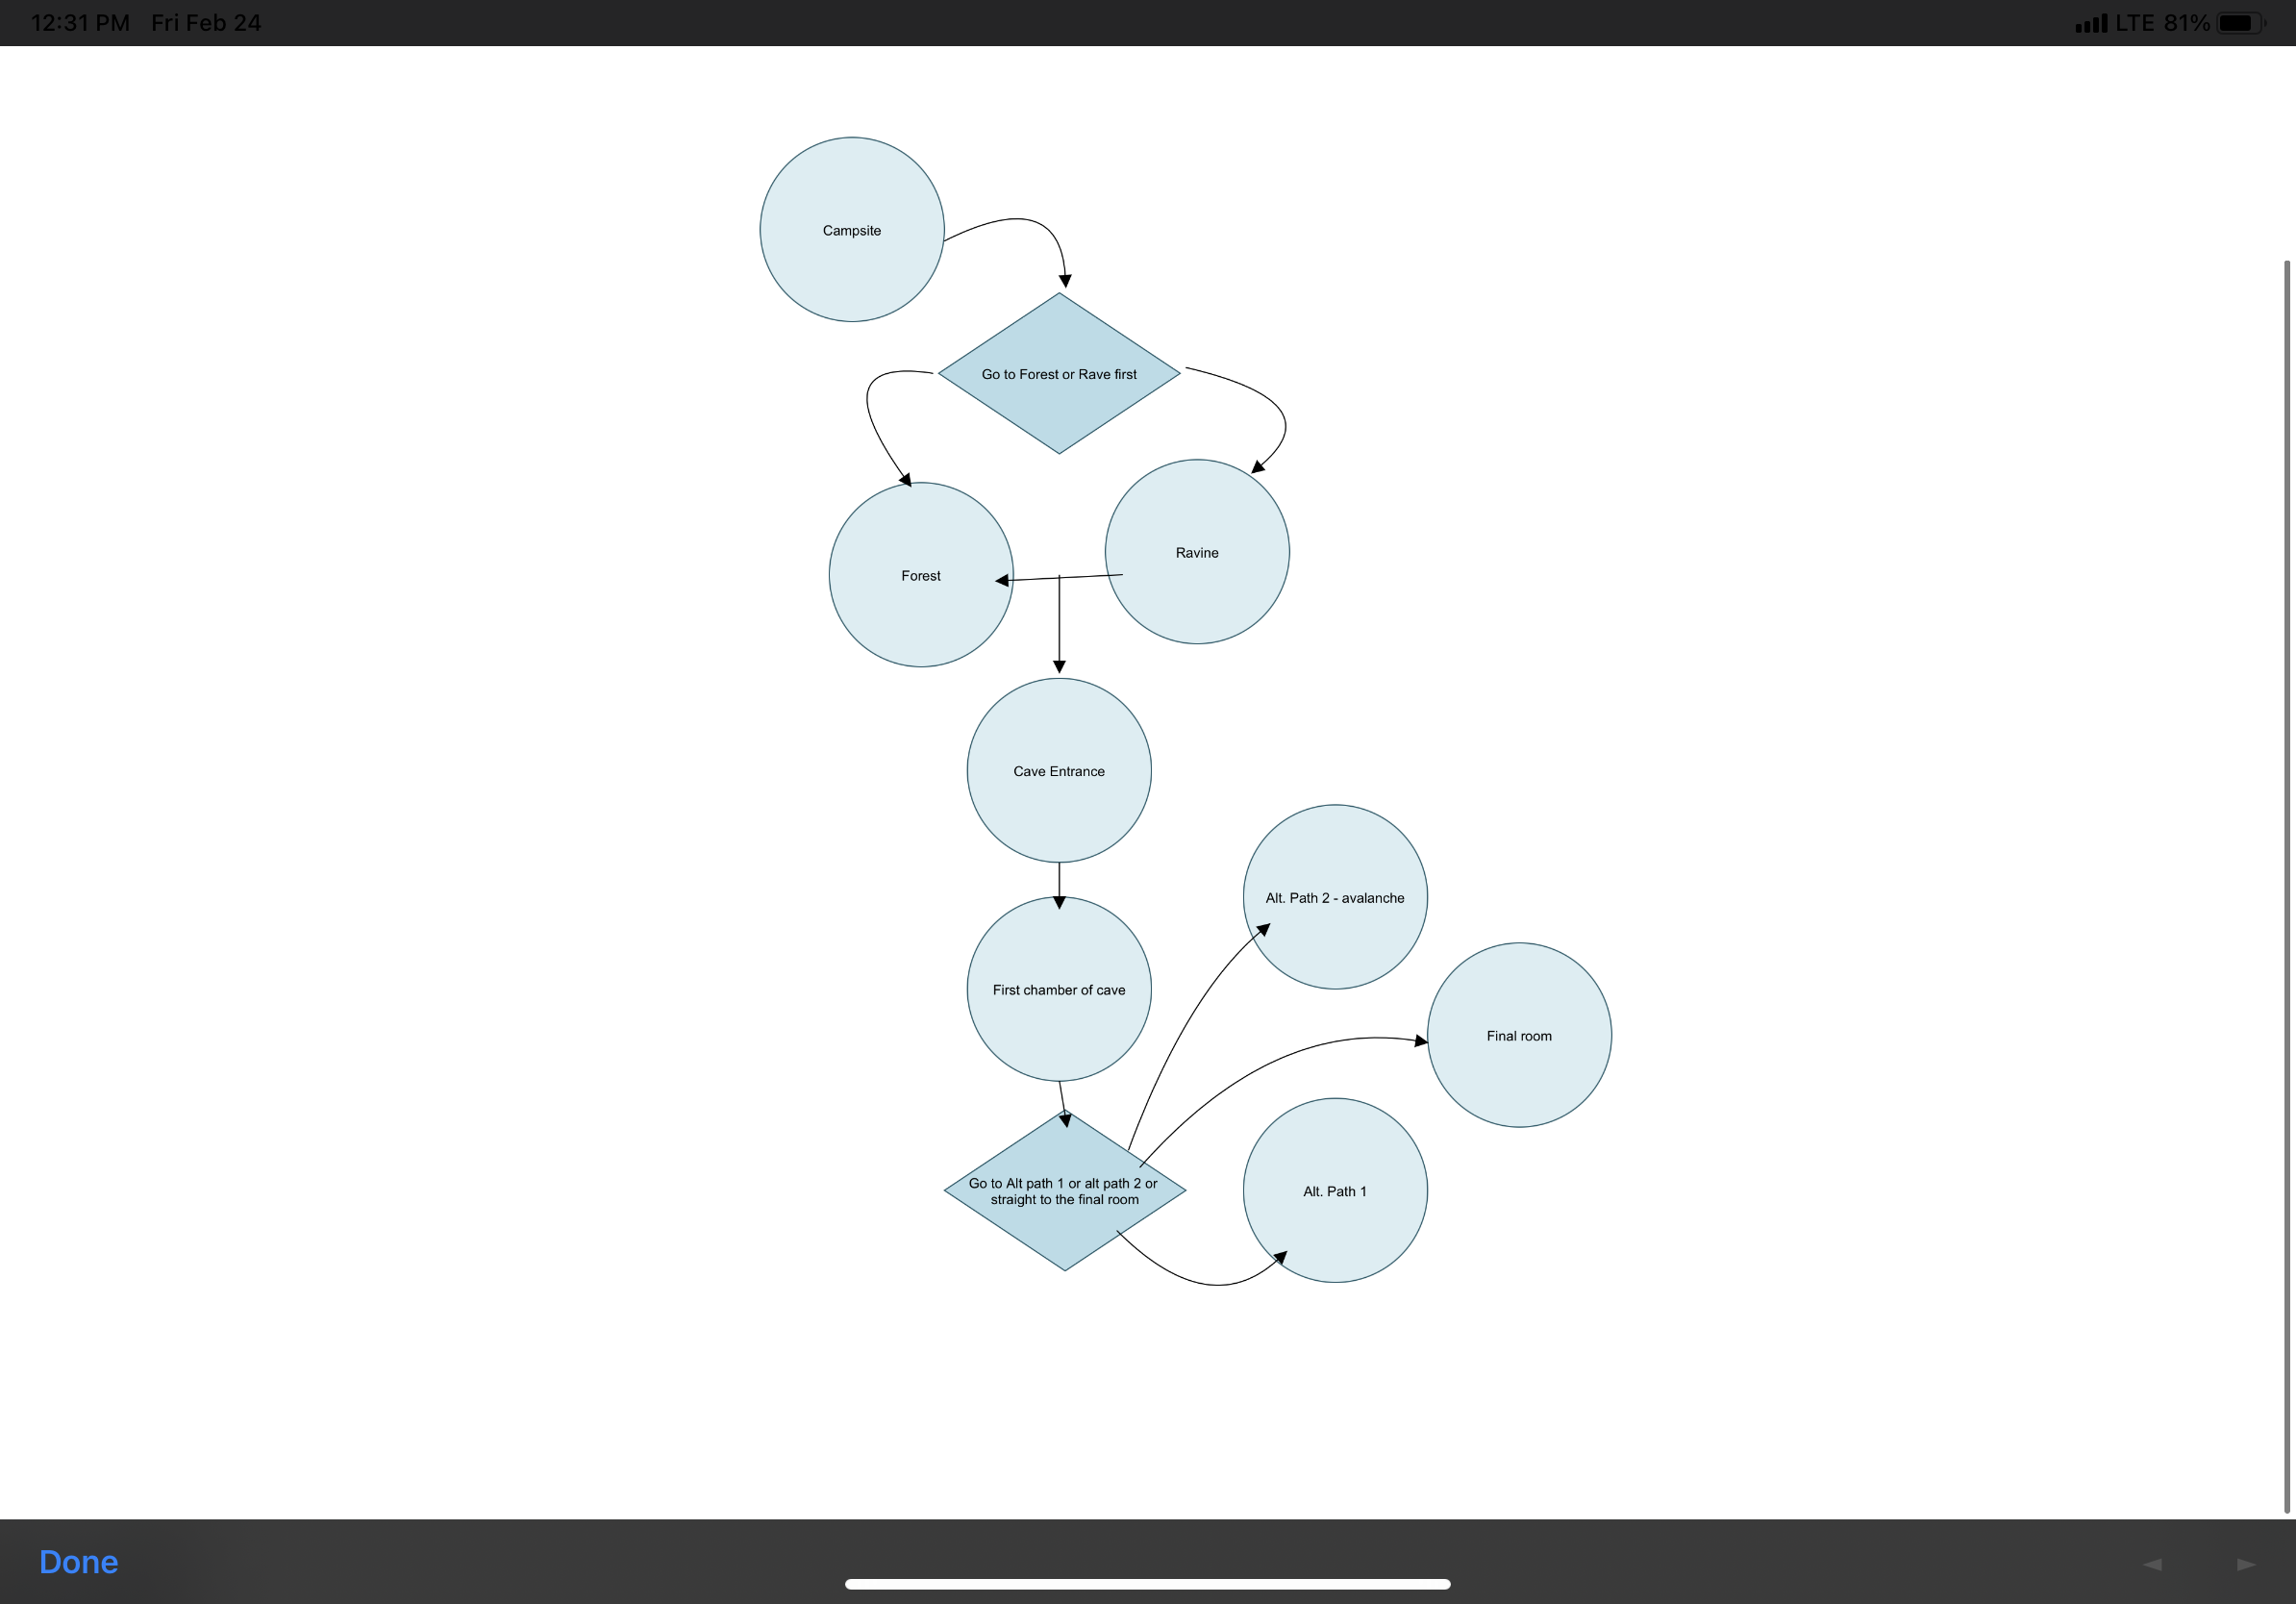 12:31 PM Fri Feb 24
LTE 81%
Campsite
Go to Forest or Rave first
Forest
Ravine
Cave Entrance
Alt. Path 2 - avalanche
First chamber of cave
Final room
Go to Alt path 1 or alt path 2 or
straight to the final room
Alt. Path 1
Done